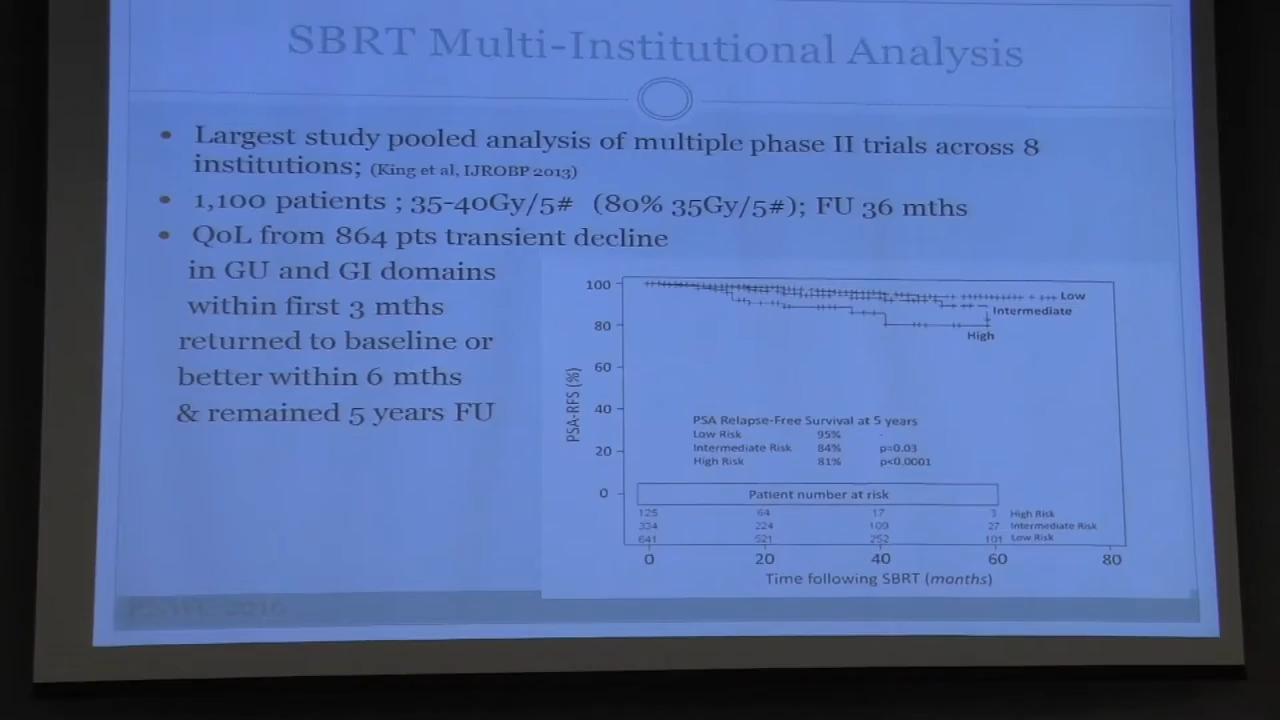 SBRT Multi-Institutional Analysis
• Largest study pooled analysis of multiple phase II trials across 8
institutions; (King et al, IJROBP 2013)
• 1,100 patients ; 35-40Gy/5# (80% 35Gy/5#); FU 36 mths
• QoL from 864 pts transient decline
in GU and GI domains
within first 3 mths
returned to baseline or
better within 6 mths
& remained 5 years FU
100
80
60
40
20
0
PSA-RFS (%)
Low
Intermediate
High
PSA Relapse-Free Survival at 5 years
Low Risk 95% -
Intermediate Risk 84% p=0.03
High Risk 81% p<0.0001
Patient number at risk
125 64 17 3 High Risk
334 224 109 27 Intermediate Risk
641 521 252 101 Low Risk
0 20 40 60 80
Time following SBRT (months)